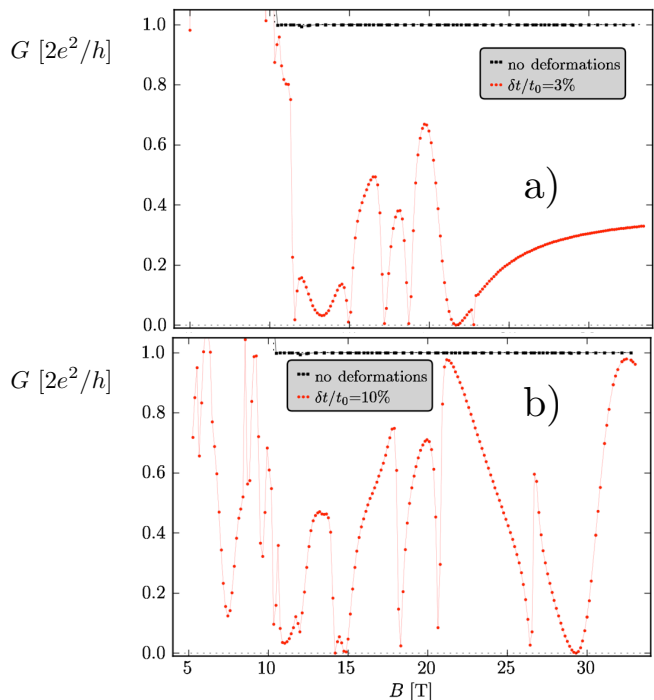 1.0
G [2e²/h]
0.8
0.6
0.4
0.2
0.0
no deformations
δt/t₀=3%
a)
1.0
G [2e²/h]
0.8
0.6
0.4
0.2
0.0
no deformations
δt/t₀=10%
b)
5 10 15 20 25 30
B [T]